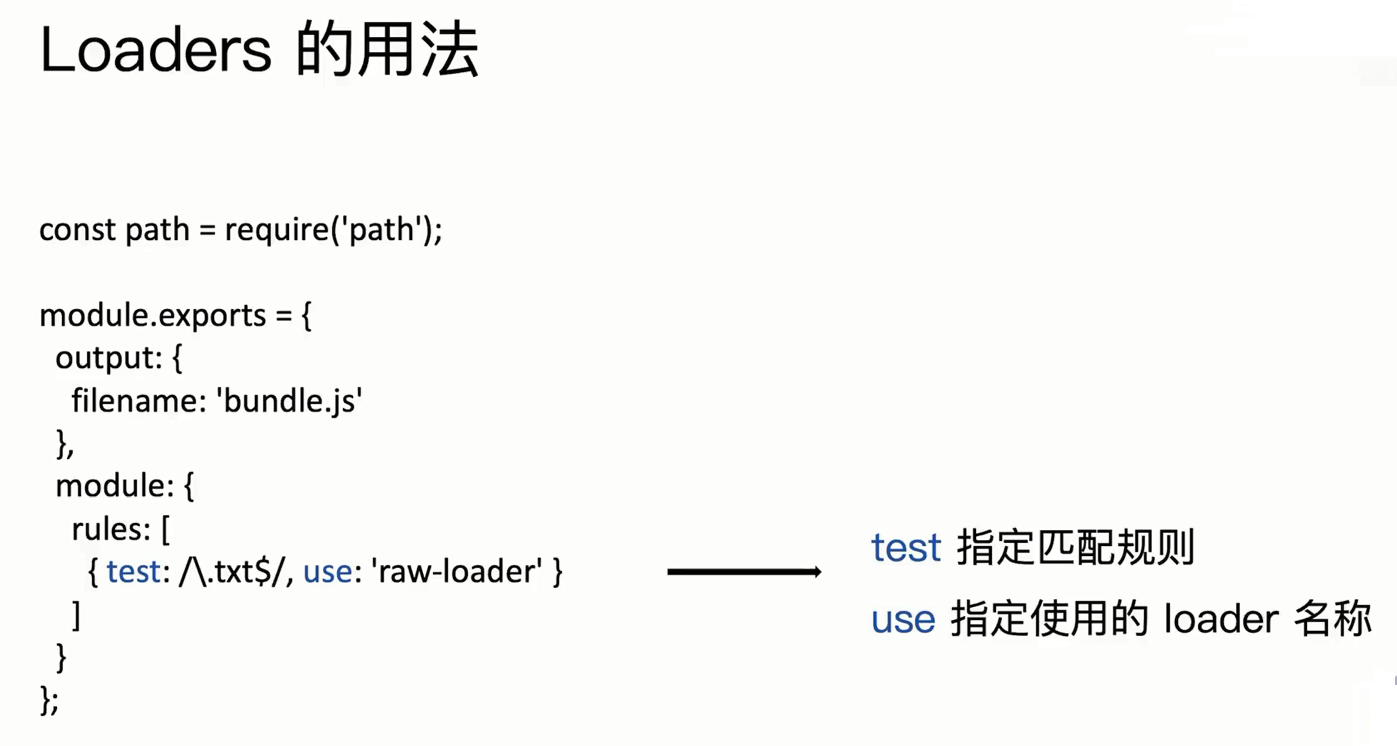 Loaders 的用法
const path = require('path');
module.exports = {
output: {
filename: 'bundle.js'
},
module: {
rules: [
{ test: /\.txt$/, use: 'raw-loader' }
]
}
};
test 指定匹配规则
use 指定使用的 loader 名称